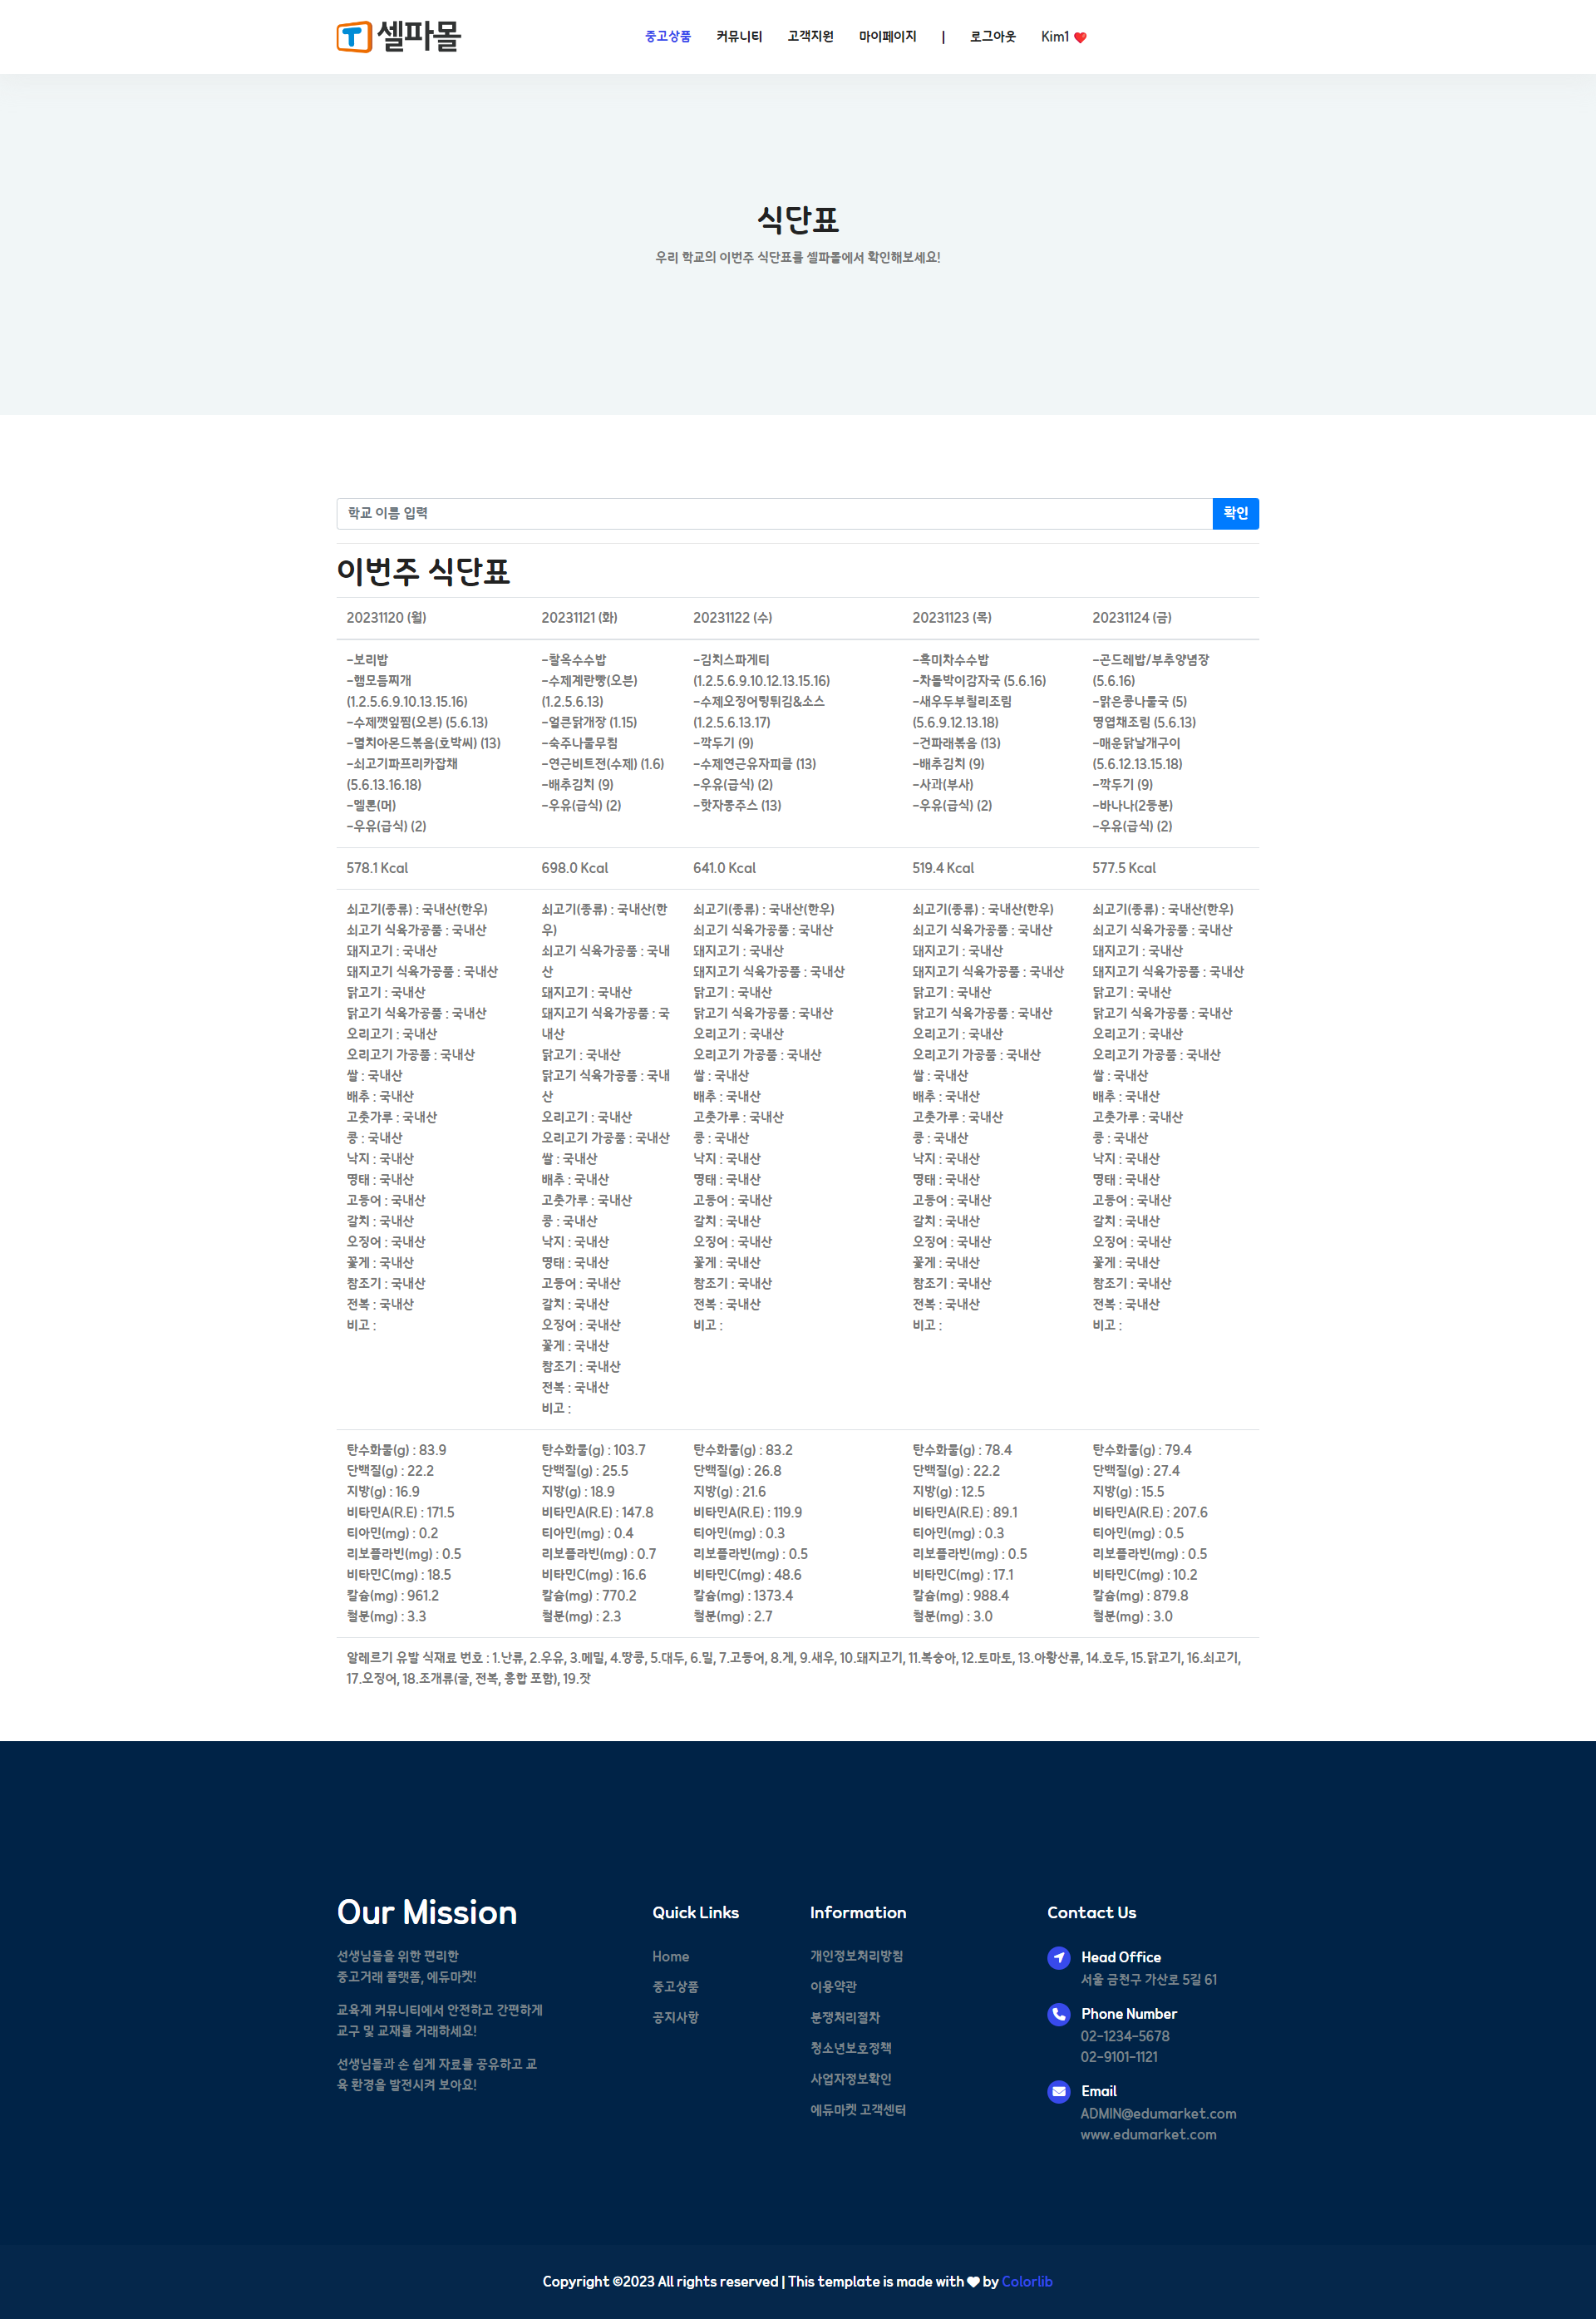 T 셀파몰
중고상품 커뮤니티 고객지원 마이페이지 | 로그아웃 Kim1
식단표
우리 학교의 이번주 식단표를 셀파몰에서 확인해보세요!
학교 이름 입력 확인
이번주 식단표
20231120 (월) 20231121 (화) 20231122 (수) 20231123 (목) 20231124 (금)
-보리밥
-햄모듬찌개
(1.2.5.6.9.10.13.15.16)
-수제깻잎찜(오븐) (5.6.13)
-멸치아몬드볶음(호박씨) (13)
-쇠고기파프리카잡채
(5.6.13.16.18)
-멜론(머)
-우유(급식) (2)
-찰옥수수밥
-수제계란빵(오븐)
(1.2.5.6.13)
-얼큰닭개장 (1.15)
-숙주나물무침
-연근비트전(수제) (1.6)
-배추김치 (9)
-우유(급식) (2)
-김치스파게티
(1.2.5.6.9.10.12.13.15.16)
-수제오징어링튀김&소스
(1.2.5.6.13.17)
-깍두기 (9)
-수제연근유자피클 (13)
-우유(급식) (2)
-핫자몽주스 (13)
-흑미차수수밥
-차돌박이감자국 (5.6.16)
-새우두부칠리조림
(5.6.9.12.13.18)
-건파래볶음 (13)
-배추김치 (9)
-사과(부사)
-우유(급식) (2)
-곤드레밥/부추양념장
(5.6.16)
-맑은콩나물국 (5)
명엽채조림 (5.6.13)
-매운닭날개구이
(5.6.12.13.15.18)
-깍두기 (9)
-바나나(2등분)
-우유(급식) (2)
578.1 Kcal 698.0 Kcal 641.0 Kcal 519.4 Kcal 577.5 Kcal
쇠고기(종류) : 국내산(한우)
쇠고기 식육가공품 : 국내산
돼지고기 : 국내산
돼지고기 식육가공품 : 국내산
닭고기 : 국내산
닭고기 식육가공품 : 국내산
오리고기 : 국내산
오리고기 가공품 : 국내산
쌀 : 국내산
배추 : 국내산
고춧가루 : 국내산
콩 : 국내산
낙지 : 국내산
명태 : 국내산
고등어 : 국내산
갈치 : 국내산
오징어 : 국내산
꽃게 : 국내산
참조기 : 국내산
전복 : 국내산
비고 :
쇠고기(종류) : 국내산(한
우)
쇠고기 식육가공품 : 국내
산
돼지고기 : 국내산
돼지고기 식육가공품 : 국
내산
닭고기 : 국내산
닭고기 식육가공품 : 국내
산
오리고기 : 국내산
오리고기 가공품 : 국내산
쌀 : 국내산
배추 : 국내산
고춧가루 : 국내산
콩 : 국내산
낙지 : 국내산
명태 : 국내산
고등어 : 국내산
갈치 : 국내산
오징어 : 국내산
꽃게 : 국내산
참조기 : 국내산
전복 : 국내산
비고 :
쇠고기(종류) : 국내산(한우)
쇠고기 식육가공품 : 국내산
돼지고기 : 국내산
돼지고기 식육가공품 : 국내산
닭고기 : 국내산
닭고기 식육가공품 : 국내산
오리고기 : 국내산
오리고기 가공품 : 국내산
쌀 : 국내산
배추 : 국내산
고춧가루 : 국내산
콩 : 국내산
낙지 : 국내산
명태 : 국내산
고등어 : 국내산
갈치 : 국내산
오징어 : 국내산
꽃게 : 국내산
참조기 : 국내산
전복 : 국내산
비고 :
쇠고기(종류) : 국내산(한우)
쇠고기 식육가공품 : 국내산
돼지고기 : 국내산
돼지고기 식육가공품 : 국내산
닭고기 : 국내산
닭고기 식육가공품 : 국내산
오리고기 : 국내산
오리고기 가공품 : 국내산
쌀 : 국내산
배추 : 국내산
고춧가루 : 국내산
콩 : 국내산
낙지 : 국내산
명태 : 국내산
고등어 : 국내산
갈치 : 국내산
오징어 : 국내산
꽃게 : 국내산
참조기 : 국내산
전복 : 국내산
비고 :
쇠고기(종류) : 국내산(한우)
쇠고기 식육가공품 : 국내산
돼지고기 : 국내산
돼지고기 식육가공품 : 국내산
닭고기 : 국내산
닭고기 식육가공품 : 국내산
오리고기 : 국내산
오리고기 가공품 : 국내산
쌀 : 국내산
배추 : 국내산
고춧가루 : 국내산
콩 : 국내산
낙지 : 국내산
명태 : 국내산
고등어 : 국내산
갈치 : 국내산
오징어 : 국내산
꽃게 : 국내산
참조기 : 국내산
전복 : 국내산
비고 :
탄수화물(g) : 83.9
단백질(g) : 22.2
지방(g) : 16.9
비타민A(R.E) : 171.5
티아민(mg) : 0.2
리보플라빈(mg) : 0.5
비타민C(mg) : 18.5
칼슘(mg) : 961.2
철분(mg) : 3.3
탄수화물(g) : 103.7
단백질(g) : 25.5
지방(g) : 18.9
비타민A(R.E) : 147.8
티아민(mg) : 0.4
리보플라빈(mg) : 0.7
비타민C(mg) : 16.6
칼슘(mg) : 770.2
철분(mg) : 2.3
탄수화물(g) : 83.2
단백질(g) : 26.8
지방(g) : 21.6
비타민A(R.E) : 119.9
티아민(mg) : 0.3
리보플라빈(mg) : 0.5
비타민C(mg) : 48.6
칼슘(mg) : 1373.4
철분(mg) : 2.7
탄수화물(g) : 78.4
단백질(g) : 22.2
지방(g) : 12.5
비타민A(R.E) : 89.1
티아민(mg) : 0.3
리보플라빈(mg) : 0.5
비타민C(mg) : 17.1
칼슘(mg) : 988.4
철분(mg) : 3.0
탄수화물(g) : 79.4
단백질(g) : 27.4
지방(g) : 15.5
비타민A(R.E) : 207.6
티아민(mg) : 0.5
리보플라빈(mg) : 0.5
비타민C(mg) : 10.2
칼슘(mg) : 879.8
철분(mg) : 3.0
알레르기 유발 식재료 번호 : 1.난류, 2.우유, 3.메밀, 4.땅콩, 5.대두, 6.밀, 7.고등어, 8.게, 9.새우, 10.돼지고기, 11.복숭아, 12.토마토, 13.아황산류, 14.호두, 15.닭고기, 16.쇠고기,
17.오징어, 18.조개류(굴, 전복, 홍합 포함), 19.잣
Our Mission
선생님들을 위한 편리한
중고거래 플랫폼, 에듀마켓!
교육계 커뮤니티에서 안전하고 간편하게
교구 및 교재를 거래하세요!
선생님들과 손 쉽게 자료를 공유하고 교
육 환경을 발전시켜 보아요!
Quick Links
Home
중고상품
공지사항
Information
개인정보처리방침
이용약관
분쟁처리절차
청소년보호정책
사업자정보확인
에듀마켓 고객센터
Contact Us
Head Office
서울 금천구 가산로 5길 61
Phone Number
02-1234-5678
02-9101-1121
Email
ADMIN@edumarket.com
www.edumarket.com
Copyright ©2023 All rights reserved | This template is made with by Colorlib